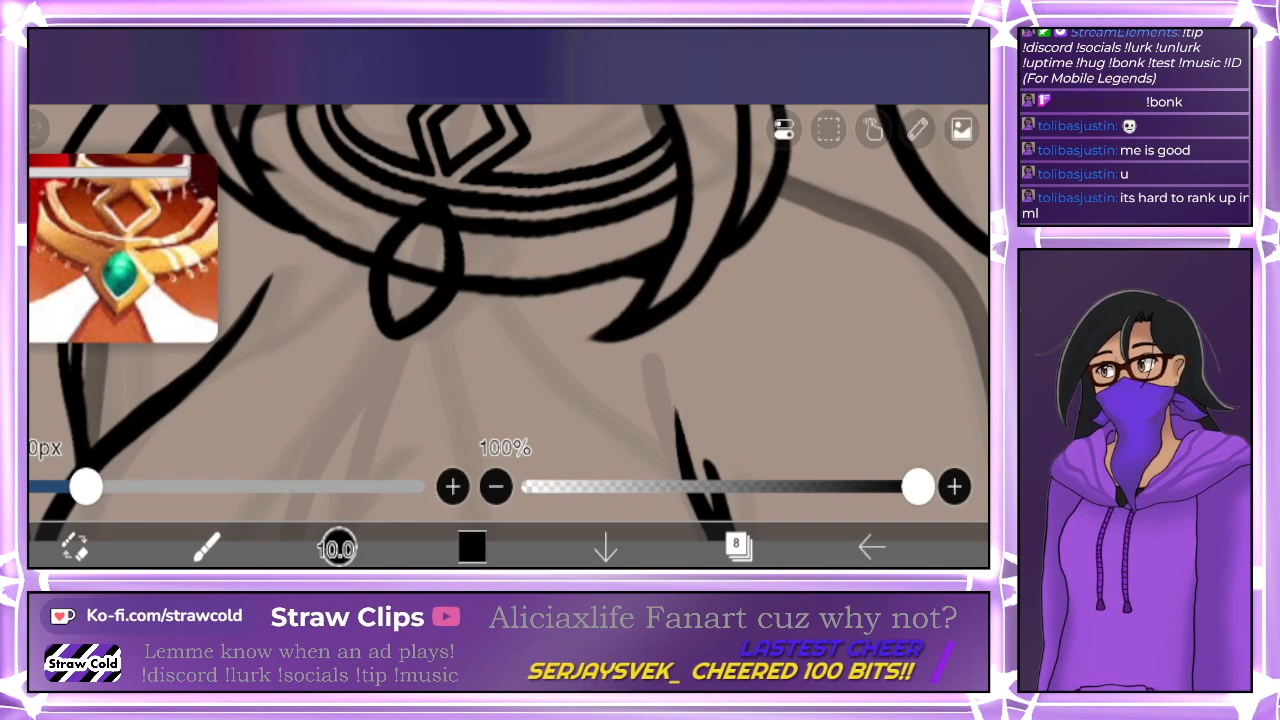 StreamElements: !tip
!discord !socials !lurk !unlurk
!uptime !hug !bonk !test !music !ID
(For Mobile Legends)
!bonk
tolibasjustin:
tolibasjustin: me is good
tolibasjustin: u
tolibasjustin: its hard to rank up in
ml
0px
100%
10.0
8
Ko-fi.com/strawcold
Straw Clips
Aliciaxlife Fanart cuz why not?
Straw Cold
Lemme know when an ad plays!
!discord !lurk !socials !tip !music
LASTEST CHEER
SERJAYSVEK_ CHEERED 100 BITS!!